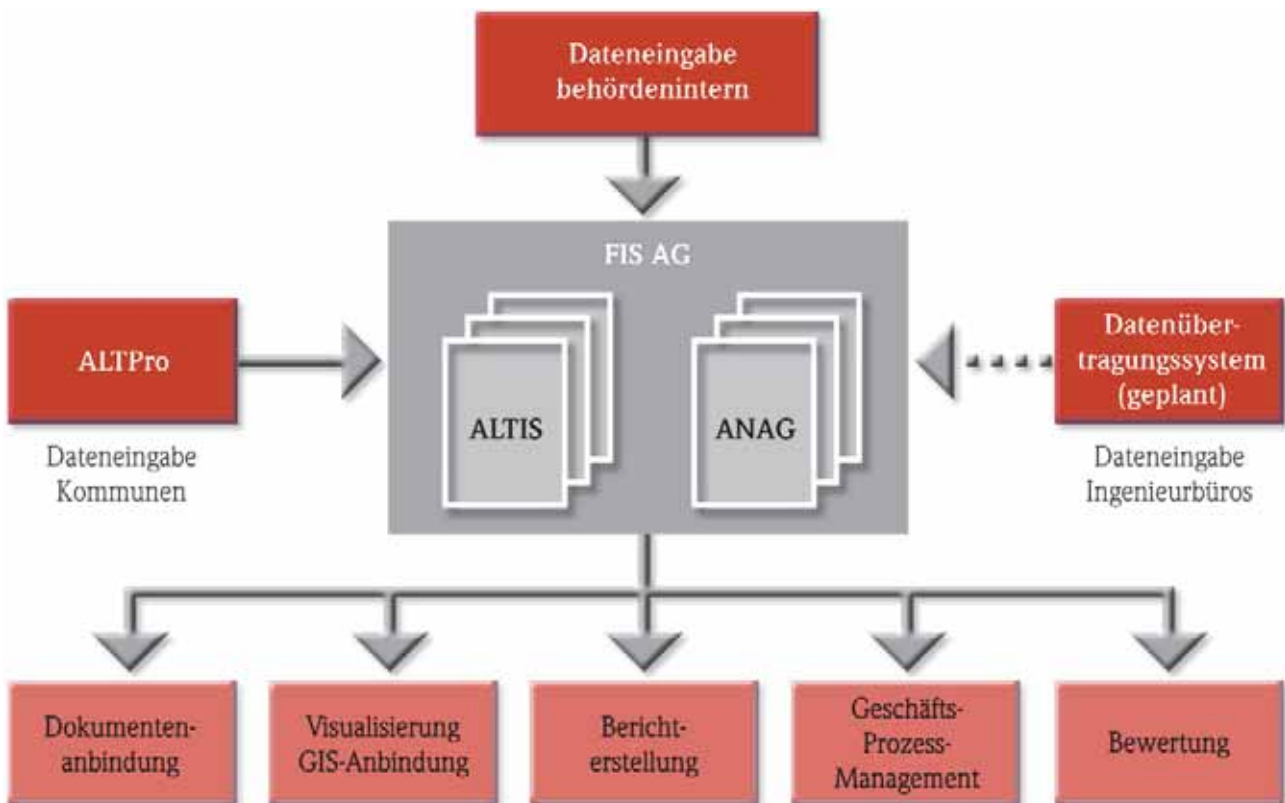 Dateneingabe
behördenintern
FIS AG
ALTPro
Dateneingabe
Kommunen
ALTIS
ANAG
Datenüber-
tragungssystem
(geplant)
Dateneingabe
Ingenieurbüros
Dokumenten-
anbindung
Visualisierung
GIS-Anbindung
Bericht-
erstellung
Geschäfts-
Prozess-
Management
Bewertung